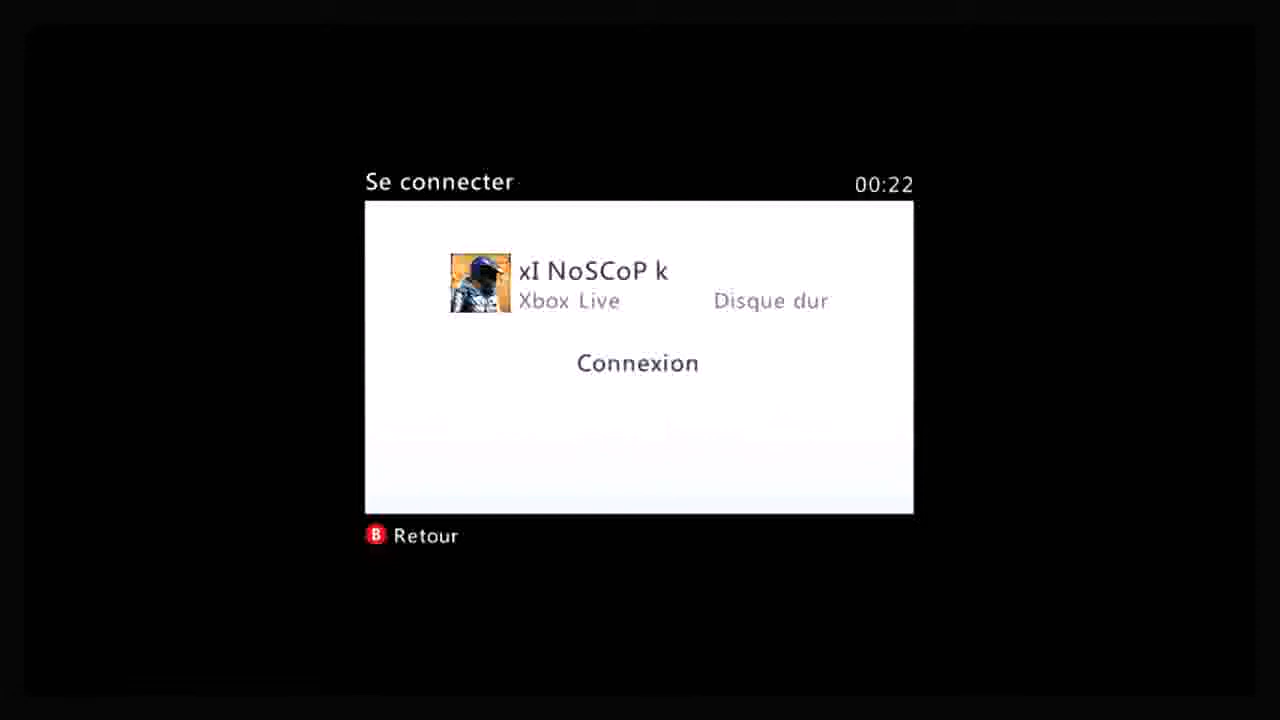 Se connecter 00:22
xI NoSCoP k
Xbox Live Disque dur
Connexion
B Retour